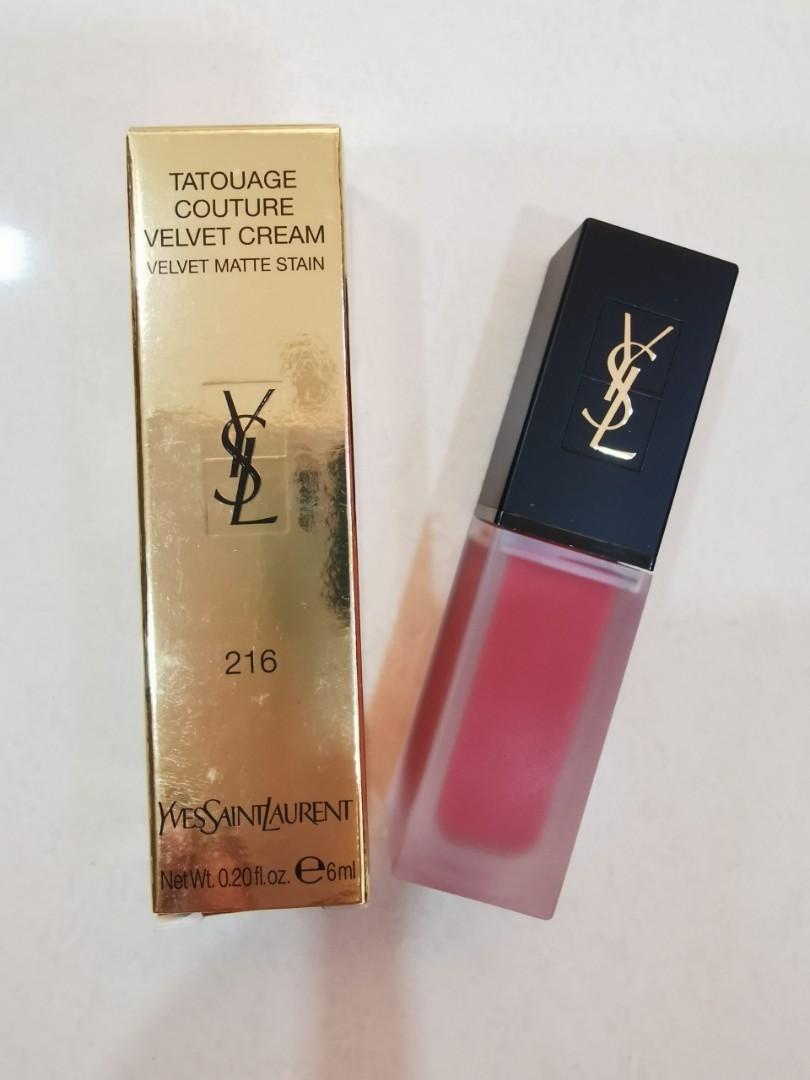 TATOUAGE
COUTURE
VELVET CREAM
VELVET MATTE STAIN
YSL
216
YVESSAINTLAURENT
Net Wt. 0.20 fl.oz. e 6ml
YSL